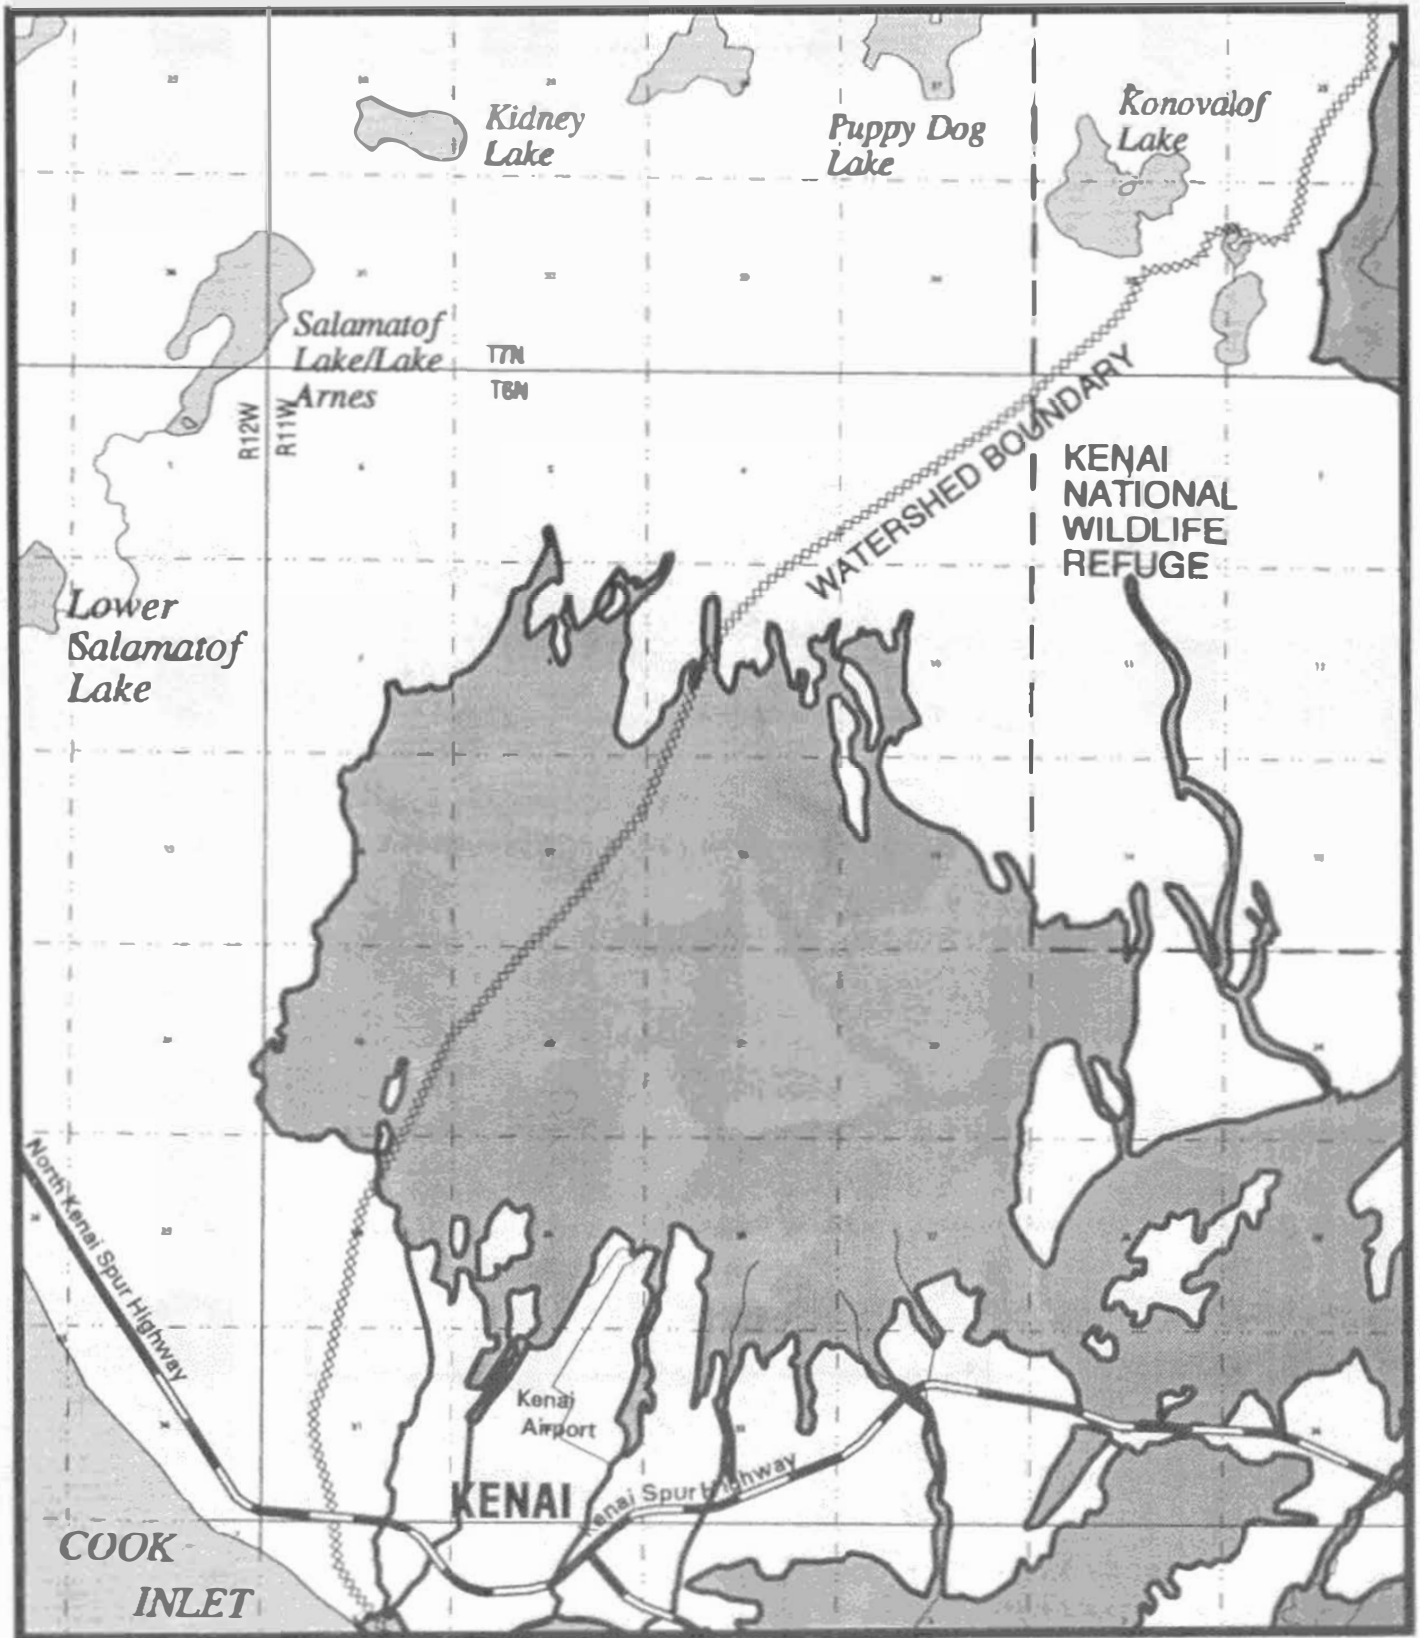 Kidney
Lake
Puppy Dog
Lake
Konovalof
Lake
Salamatof
Lake/Lake
Arnes
T7N
T6N
R12W
R11W
WATERSHED BOUNDARY
KENAI
NATIONAL
WILDLIFE
REFUGE
Lower
Salamatof
Lake
North Kenai Spur Highway
Kenai
Airport
KENAI
Kenai Spur Highway
COOK
INLET